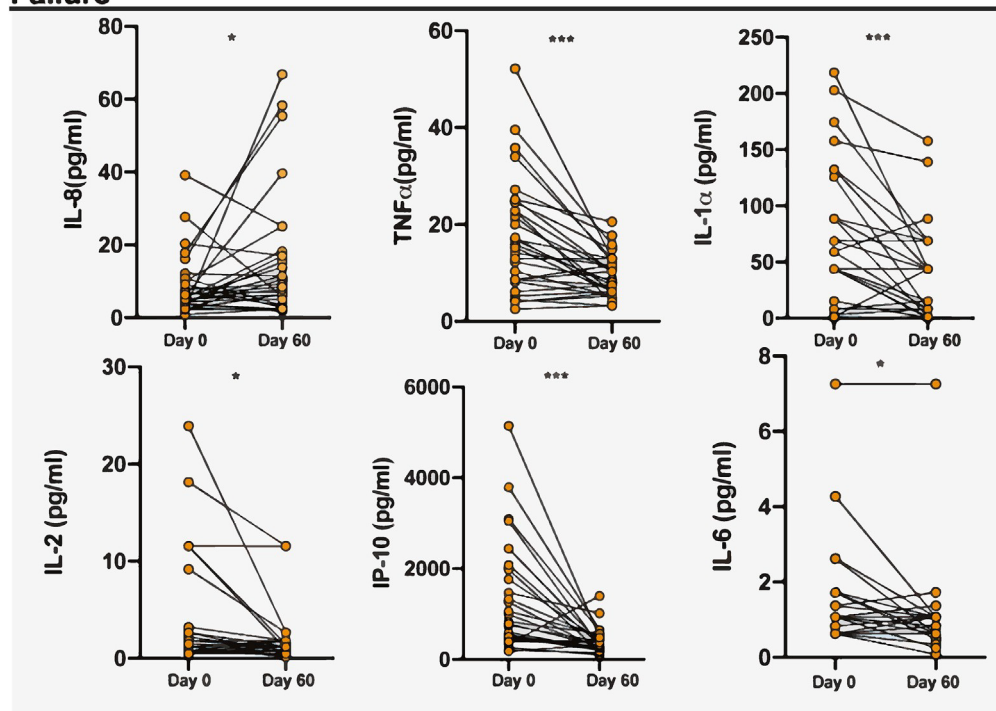 Failure
80
60
40
20
0
IL-8(pg/ml)
*
Day 0 Day 60
60
40
20
0
TNFα(pg/ml)
***
Day 0 Day 60
250
200
150
100
50
0
IL-1α (pg/ml)
***
Day 0 Day 60
30
20
10
0
IL-2 (pg/ml)
*
Day 0 Day 60
6000
4000
2000
0
IP-10 (pg/ml)
***
Day 0 Day 60
8
6
4
2
0
IL-6 (pg/ml)
*
Day 0 Day 60